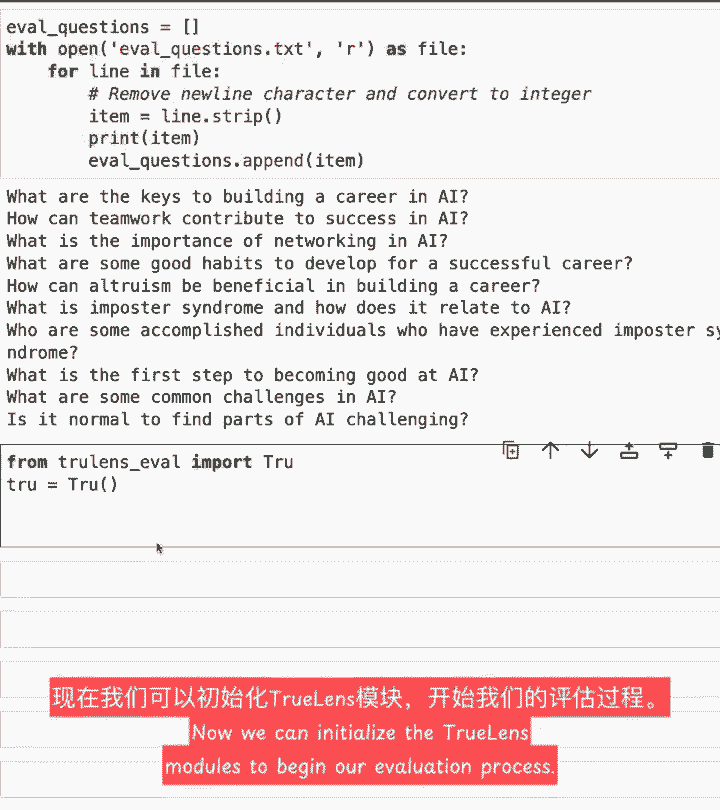 eval_questions = []
with open('eval_questions.txt', 'r') as file:
    for line in file:
        # Remove newline character and convert to integer
        item = line.strip()
        print(item)
        eval_questions.append(item)
What are the keys to building a career in AI?
How can teamwork contribute to success in AI?
What is the importance of networking in AI?
What are some good habits to develop for a successful career?
How can altruism be beneficial in building a career?
What is imposter syndrome and how does it relate to AI?
Who are some accomplished individuals who have experienced imposter sy
ndrome?
What is the first step to becoming good at AI?
What are some common challenges in AI?
Is it normal to find parts of AI challenging?
from trulens_eval import Tru
tru = Tru()
现在我们可以初始化TrueLens模块，开始我们的评估过程。
Now we can initialize the TrueLens
modules to begin our evaluation process.